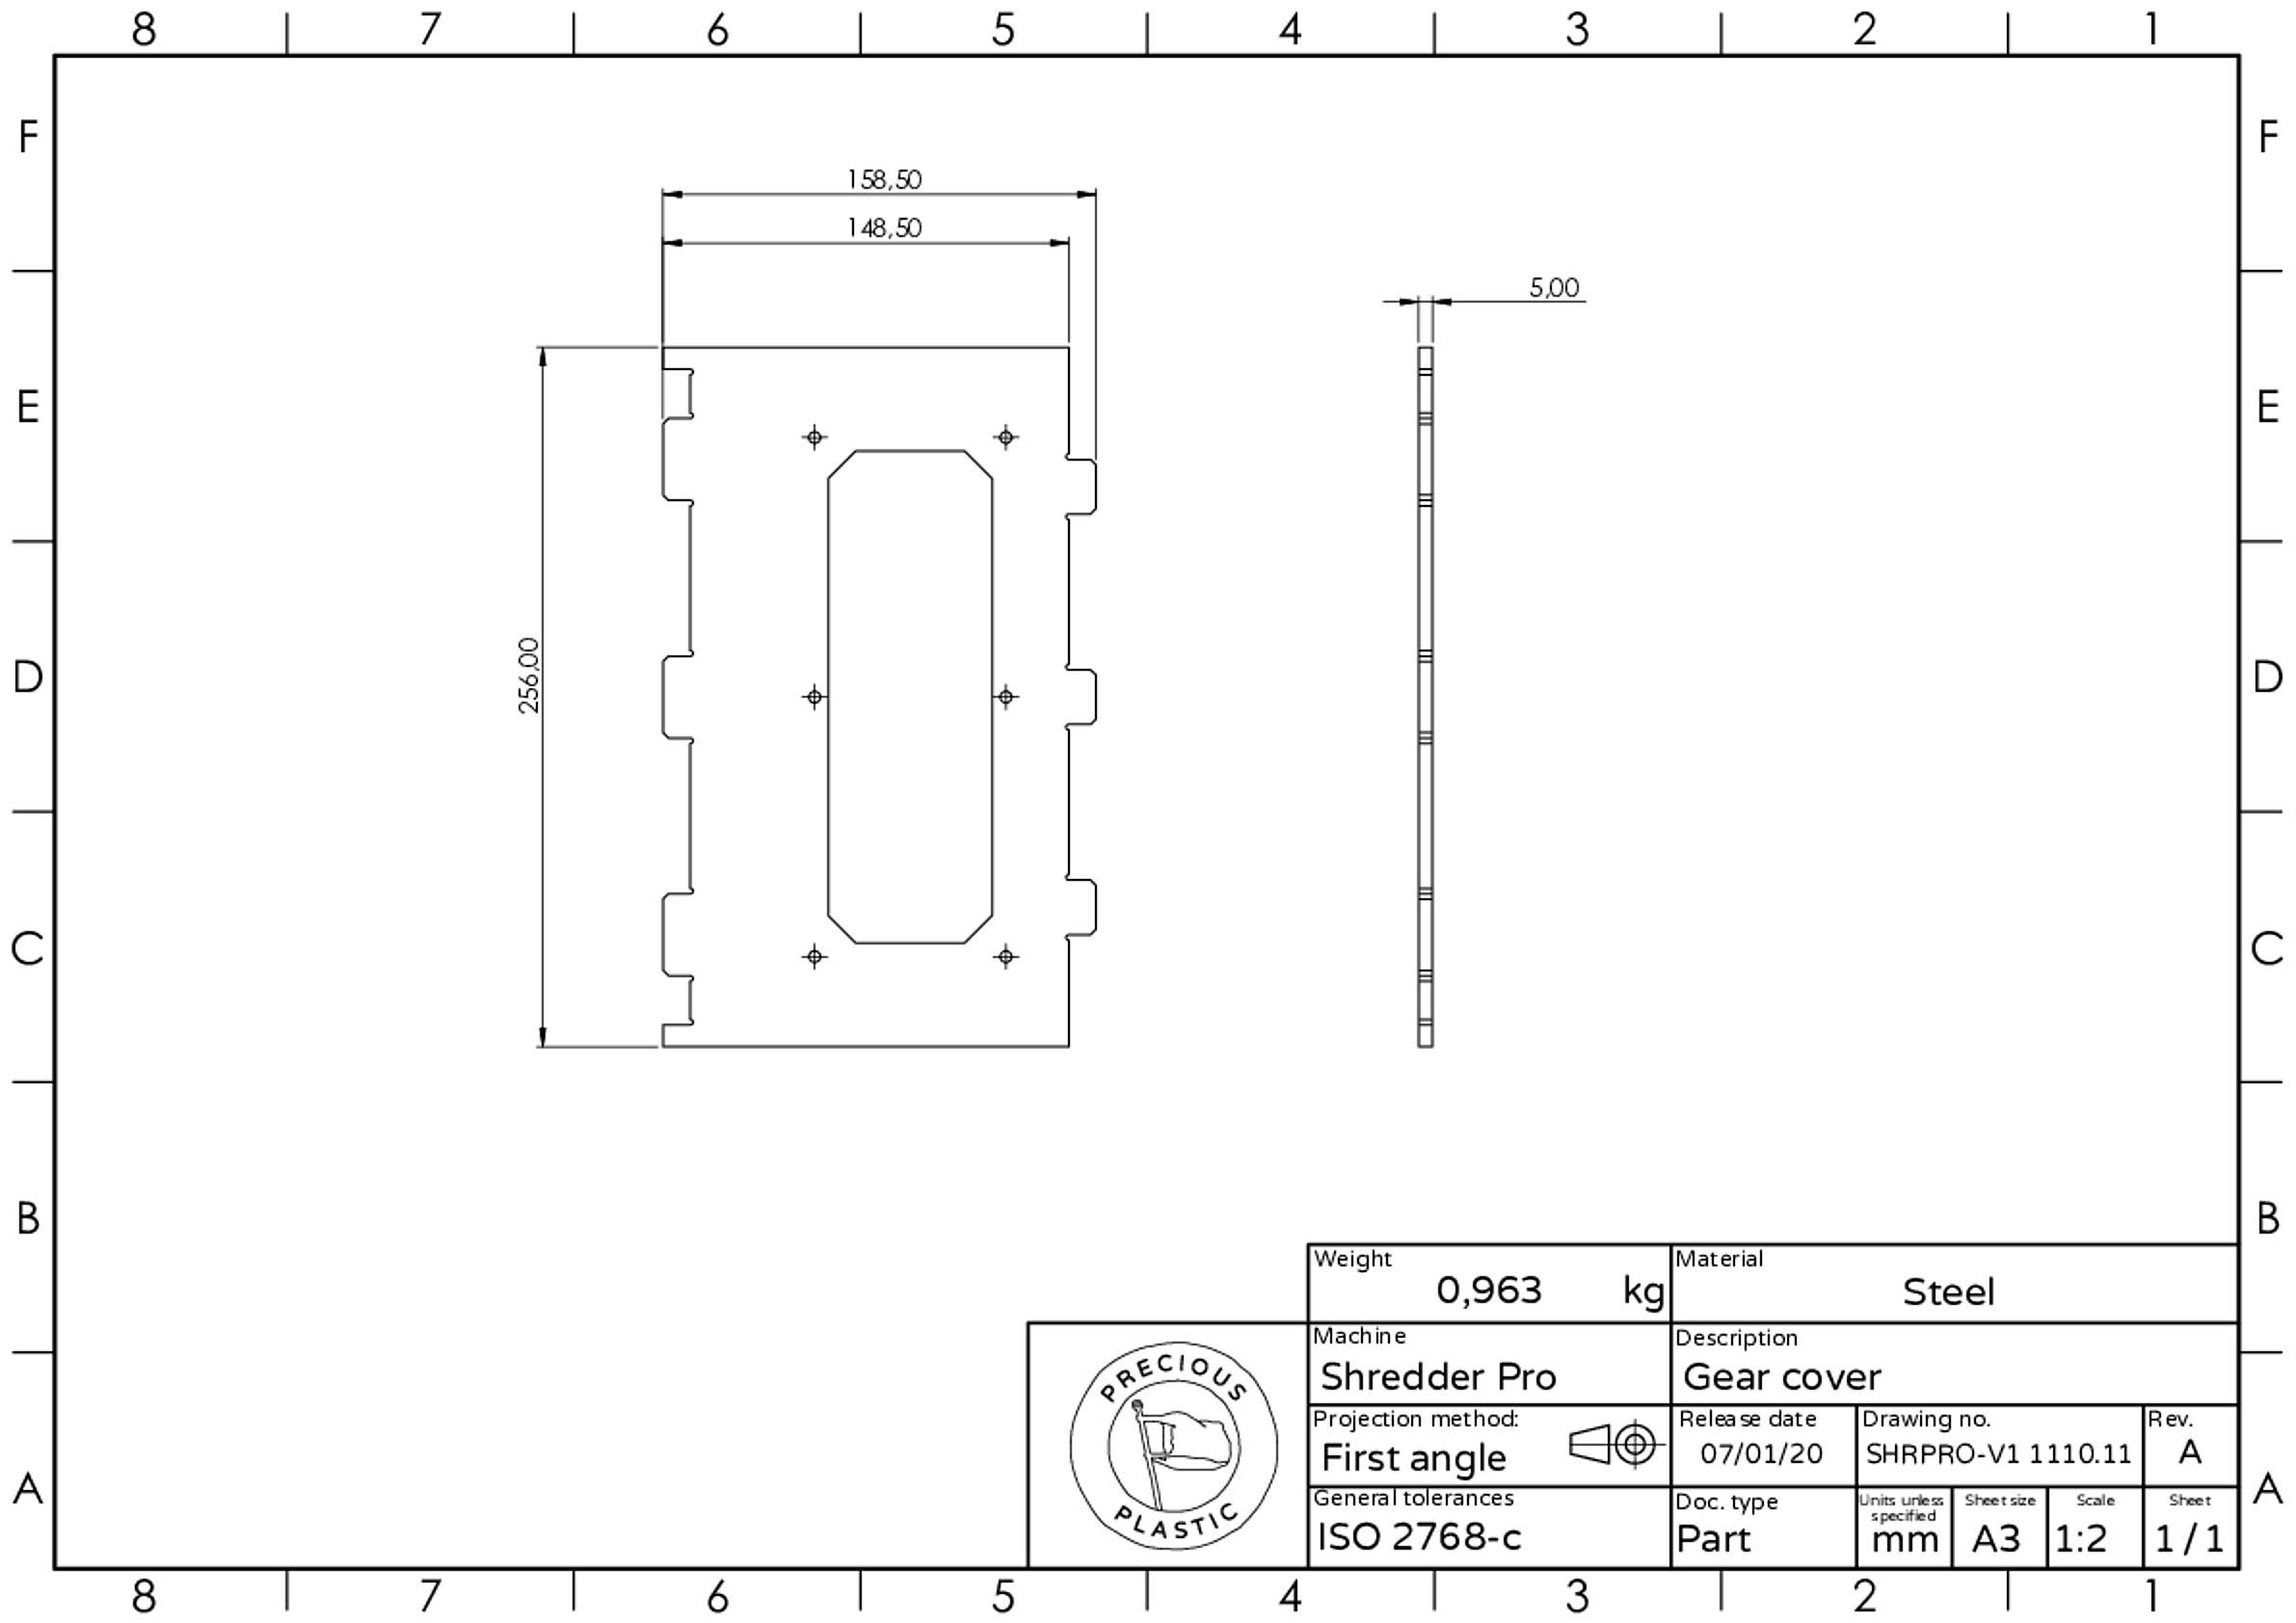 8 7 6 5 4 3 2 1
F F
158,50
148,50
5,00
E E
256,00
D D
C C
B B
Weight Material
0,963 kg Steel
Machine Description
Shredder Pro Gear cover
PRECIOUS PLASTIC
Projection method: Release date Drawing no. Rev.
First angle 07/01/20 SHRPRO-V1 1110.11 A
A A
General tolerances Doc. type Units unless specified Sheet size Scale Sheet
ISO 2768-c Part mm A3 1:2 1 / 1
8 7 6 5 4 3 2 1